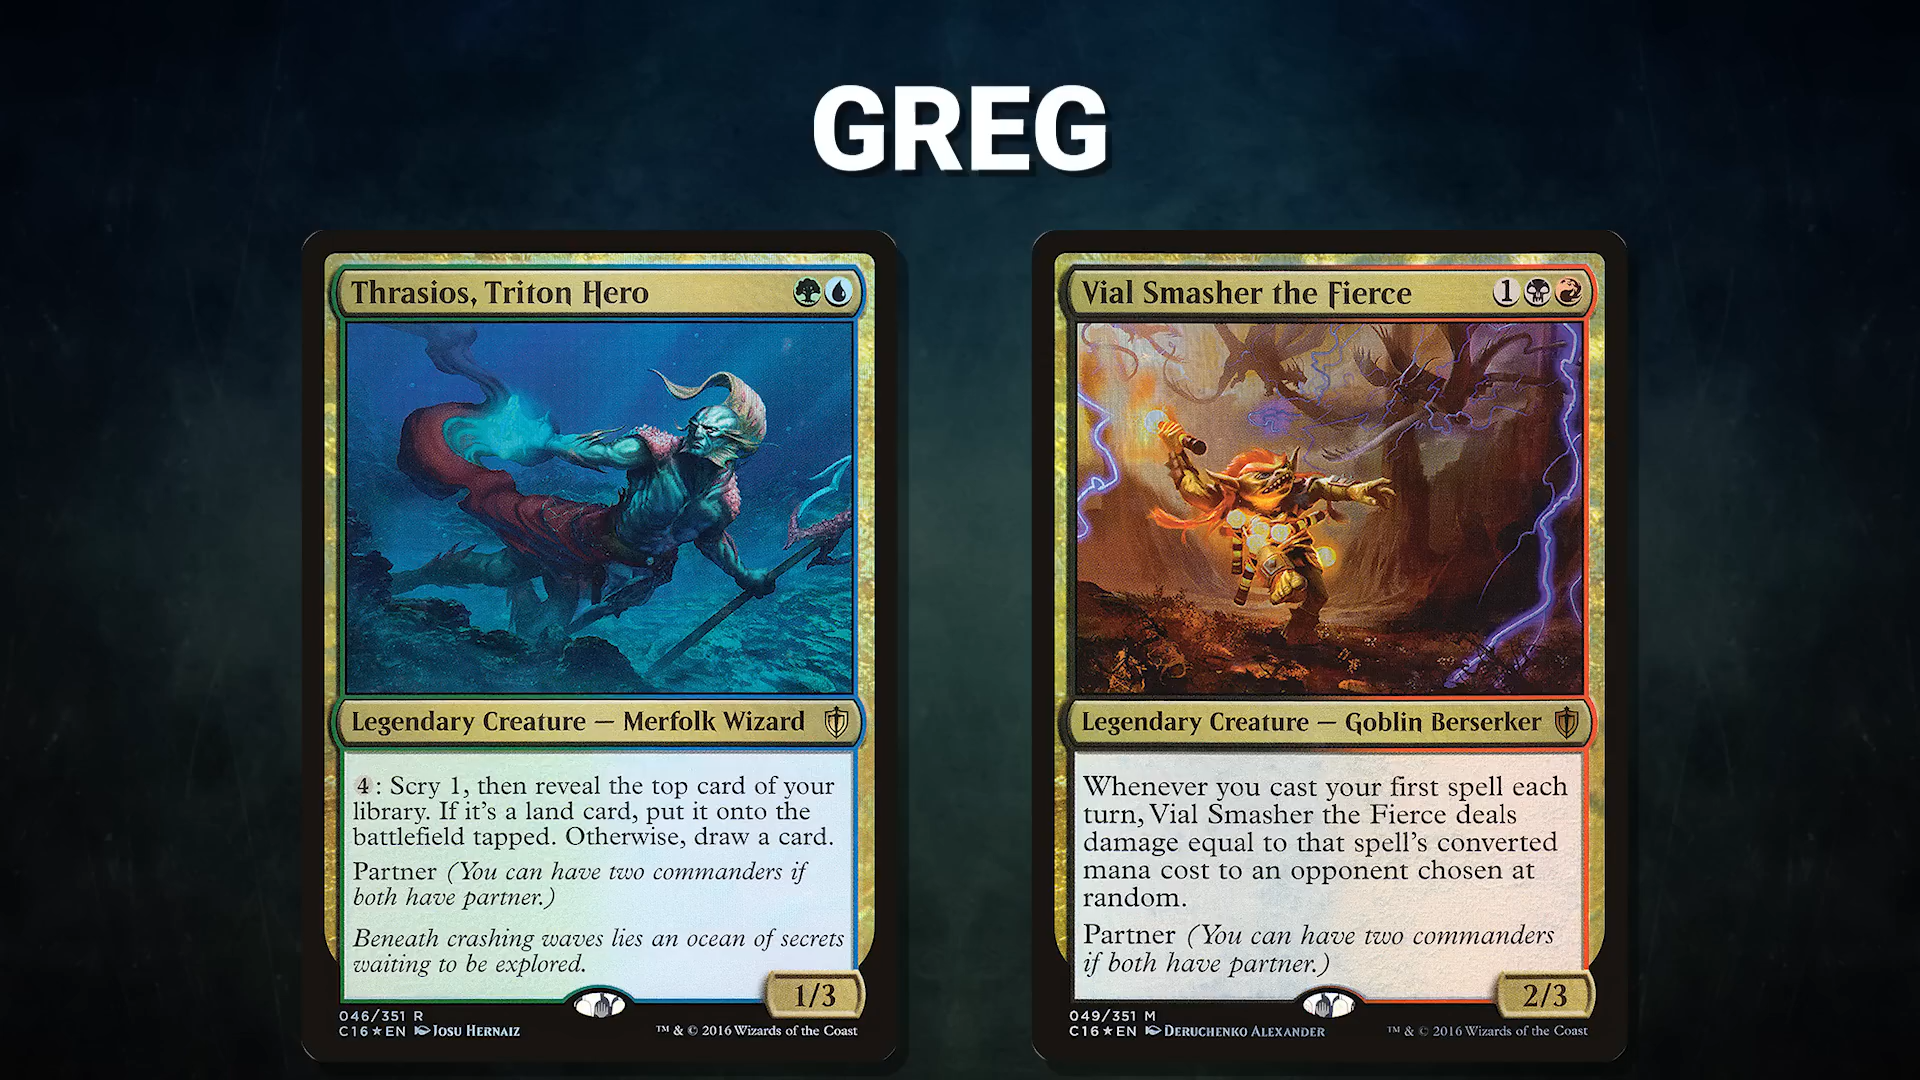 GREG
Thrasios, Triton Hero
Legendary Creature — Merfolk Wizard
4: Scry 1, then reveal the top card of your
library. If it's a land card, put it onto the
battlefield tapped. Otherwise, draw a card.
Partner (You can have two commanders if
both have partner.)
Beneath crashing waves lies an ocean of secrets
waiting to be explored.
1/3
046/351 R
C16★EN Josu Hernaiz
™ & © 2016 Wizards of the Coast
Vial Smasher the Fierce 1
Legendary Creature — Goblin Berserker
Whenever you cast your first spell each
turn, Vial Smasher the Fierce deals
damage equal to that spell's converted
mana cost to an opponent chosen at
random.
Partner (You can have two commanders
if both have partner.)
2/3
049/351 M
C16★EN Deruchenko Alexander
™ & © 2016 Wizards of the Coast